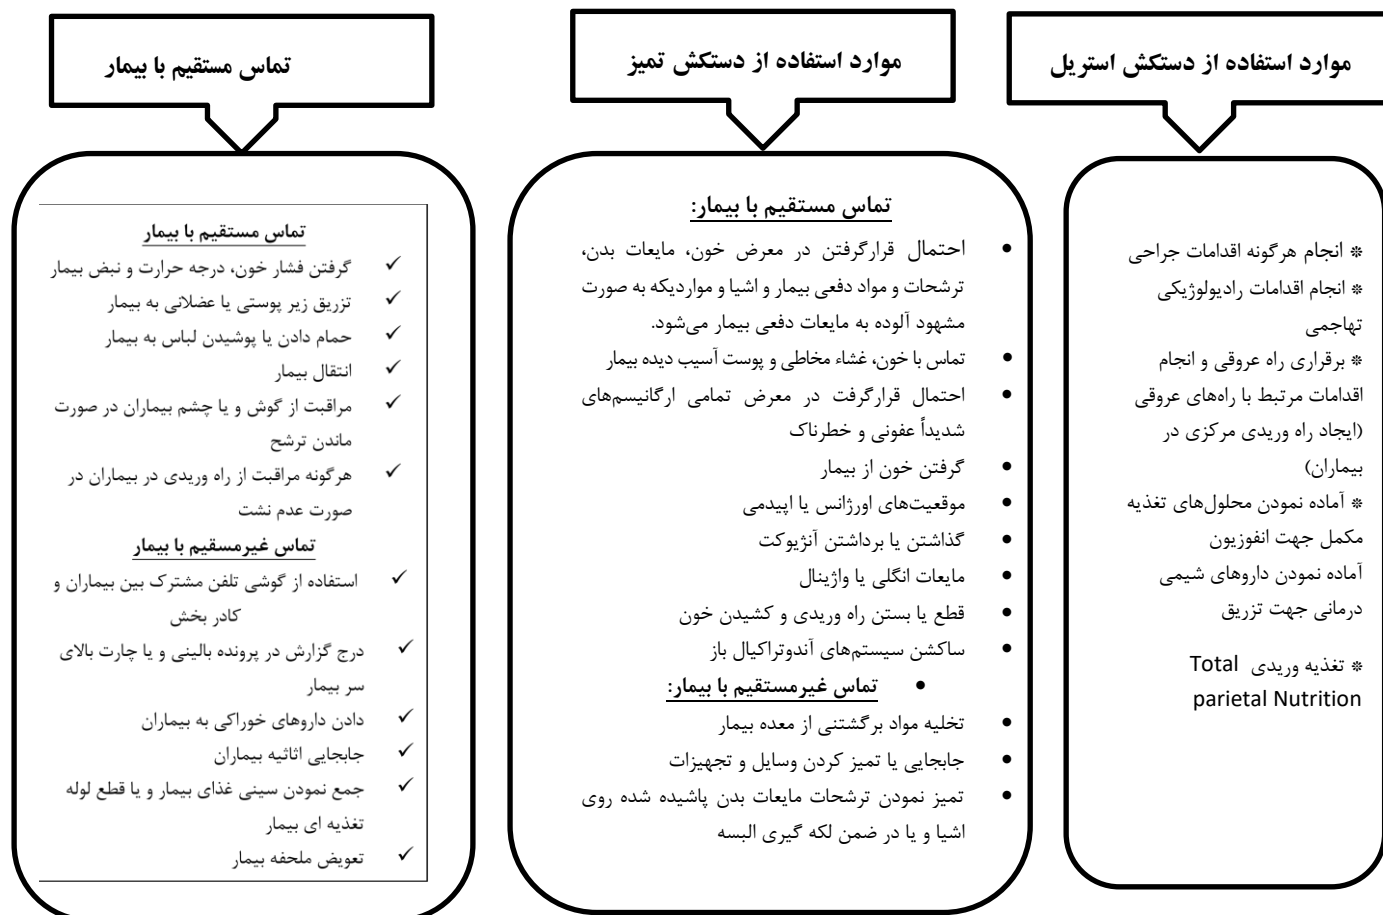 موارد استفاده از دستکش استریل
※ انجام هرگونه اقدامات جراحی
※ انجام اقدامات رادیولوژیکی
تهاجمی
※ برقراری راه عروقی و انجام
اقدامات مرتبط با راه‌های عروقی
(ایجاد راه وریدی مرکزی در
بیماران)
※ آماده نمودن محلول‌های تغذیه
مکمل جهت انفوزیون
آماده نمودن داروهای شیمی
درمانی جهت تزریق
※ تغذیه وریدی Total
parietal Nutrition
موارد استفاده از دستکش تمیز
تماس مستقیم با بیمار:
• احتمال قرارگرفتن در معرض خون، مایعات بدن،
ترشحات و مواد دفعی بیمار و اشیا و مواردیکه به صورت
مشهود آلوده به مایعات دفعی بیمار می‌شود.
• تماس با خون، غشاء مخاطی و پوست آسیب دیده بیمار
• احتمال قرارگرفت در معرض تمامی ارگانیسم‌های
شدیداً عفونی و خطرناک
• گرفتن خون از بیمار
• موقعیت‌های اورژانس یا اپیدمی
• گذاشتن یا برداشتن آنژیوکت
• مایعات انگلی یا واژینال
• قطع یا بستن راه وریدی و کشیدن خون
• ساکشن سیستم‌های آندوتراکیال باز
• تماس غیرمستقیم با بیمار:
• تخلیه مواد برگشتنی از معده بیمار
• جابجایی یا تمیز کردن وسایل و تجهیزات
• تمیز نمودن ترشحات مایعات بدن پاشیده شده روی
اشیا و یا در ضمن لکه گیری البسه
تماس مستقیم با بیمار
تماس مستقیم با بیمار
✓ گرفتن فشار خون، درجه حرارت و نبض بیمار
✓ تزریق زیر پوستی یا عضلانی به بیمار
✓ حمام دادن یا پوشیدن لباس به بیمار
✓ انتقال بیمار
✓ مراقبت از گوش و یا چشم بیماران در صورت
ماندن ترشح
✓ هرگونه مراقبت از راه وریدی در بیماران در
صورت عدم نشت
تماس غیرمسقیم با بیمار
✓ استفاده از گوشی تلفن مشترک بین بیماران و
کادر بخش
✓ درج گزارش در پرونده بالینی و یا چارت بالای
سر بیمار
✓ دادن داروهای خوراکی به بیماران
✓ جابجایی اثاثیه بیماران
✓ جمع نمودن سینی غذای بیمار و یا قطع لوله
تغذیه ای بیمار
✓ تعویض ملحفه بیمار